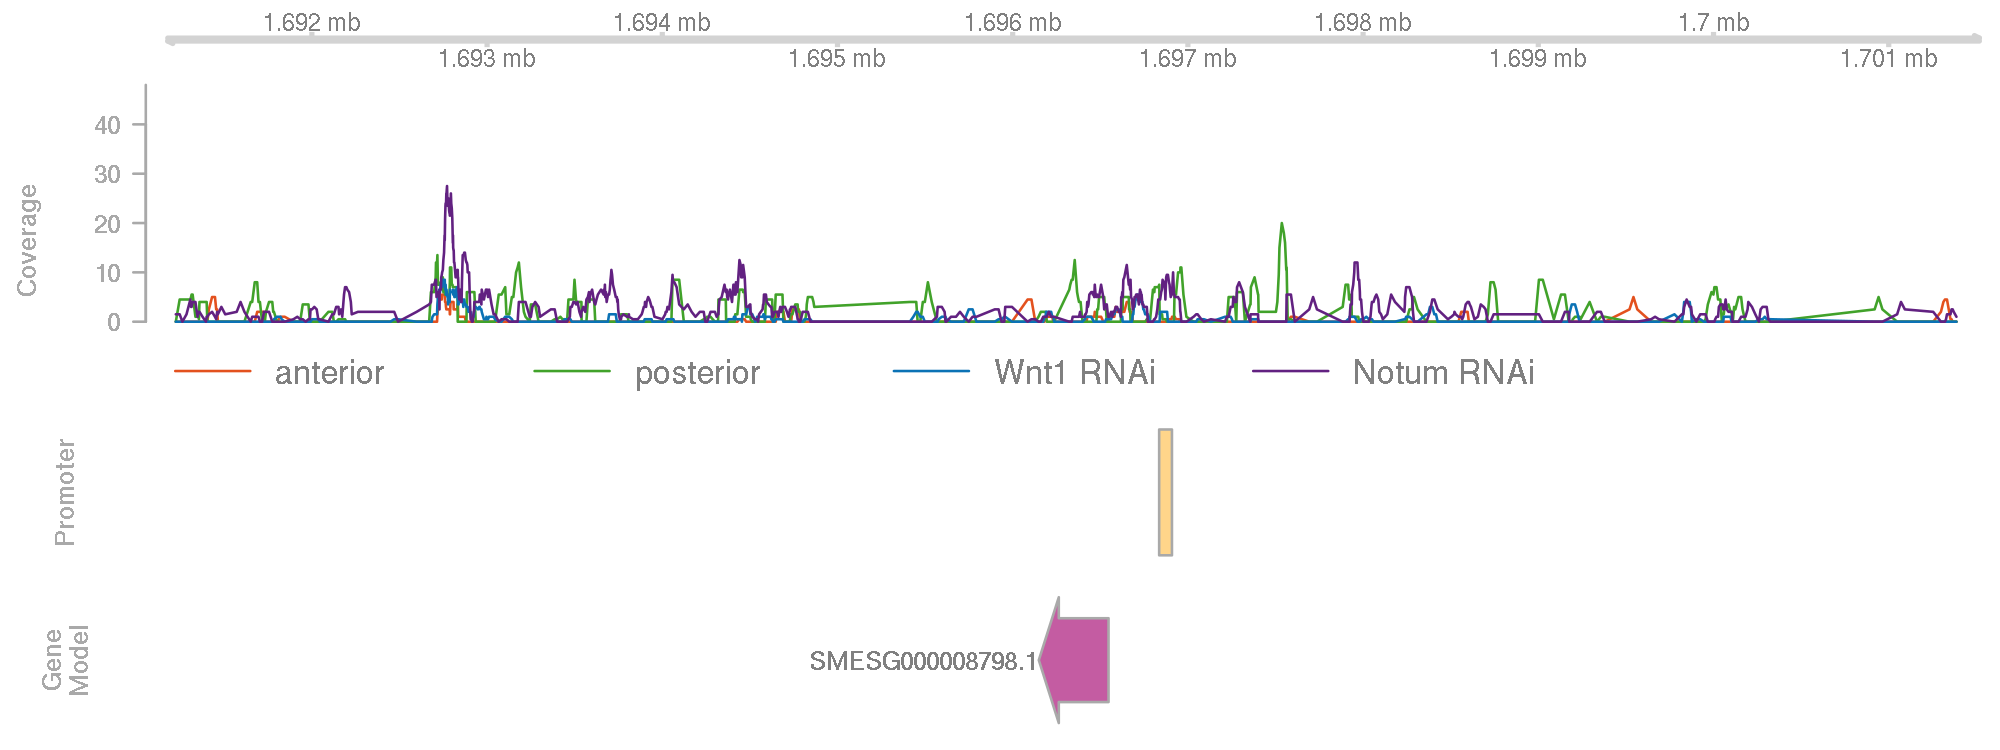 1.692 mb 1.694 mb 1.696 mb 1.698 mb 1.7 mb
1.693 mb 1.695 mb 1.697 mb 1.699 mb 1.701 mb
Coverage
40
30
20
10
0
anterior posterior Wnt1 RNAi Notum RNAi
Promoter
Gene
Model
SMESG000008798.1